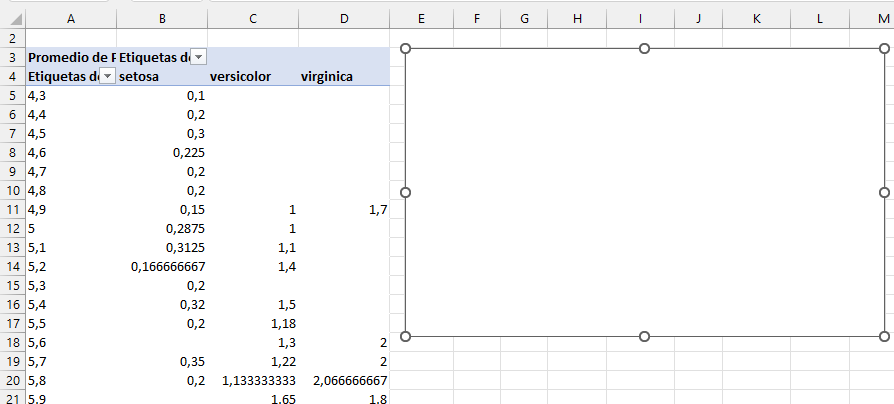 A B C D E F G H I J K L M
2
3 Promedio de P Etiquetas de
4 Etiquetas de setosa versicolor virginica
5 4,3 0,1
6 4,4 0,2
7 4,5 0,3
8 4,6 0,225
9 4,7 0,2
10 4,8 0,2
11 4,9 0,15 1 1,7
12 5 0,2875 1
13 5,1 0,3125 1,1
14 5,2 0,166666667 1,4
15 5,3 0,2
16 5,4 0,32 1,5
17 5,5 0,2 1,18
18 5,6 1,3 2
19 5,7 0,35 1,22 2
20 5,8 0,2 1,133333333 2,066666667
21 5,9 1,65 1,8